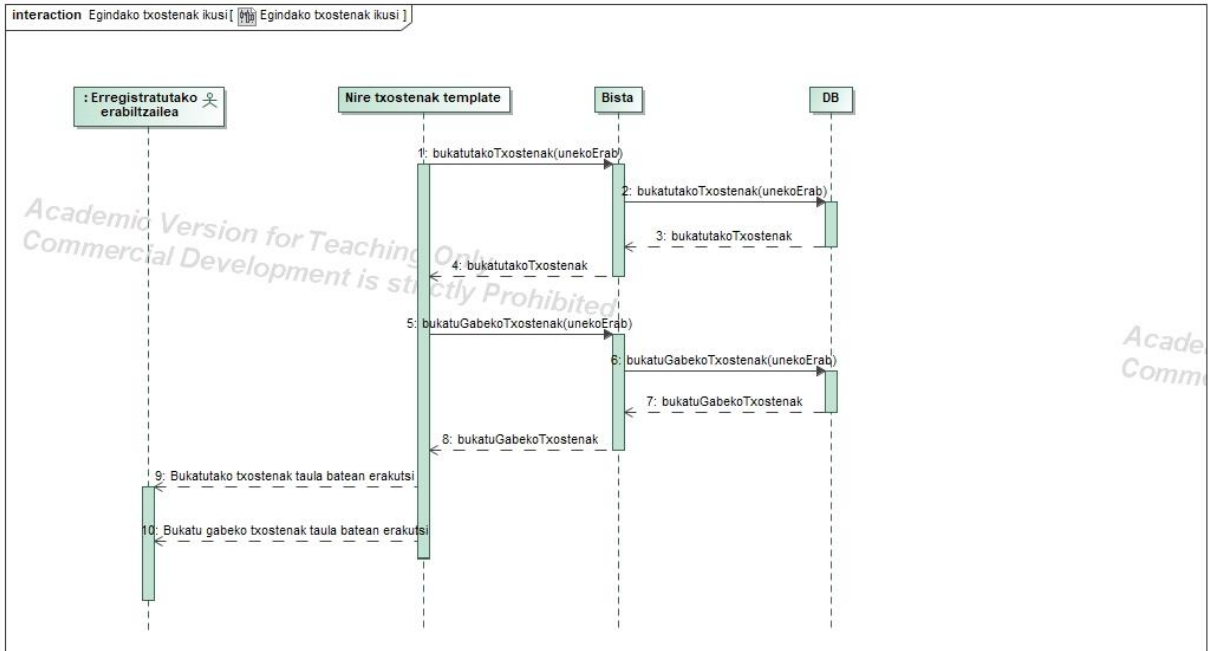 interaction Egindako txostenak ikusi [ Egindako txostenak ikusi ]
: Erregistratutako
erabiltzailea
Nire txostenak template
Bista
DB
1: bukatutakoTxostenak(unekoErab)
2: bukatutakoTxostenak(unekoErab)
3: bukatutakoTxostenak
4: bukatutakoTxostenak
5: bukatuGabekoTxostenak(unekoErab)
6: bukatuGabekoTxostenak(unekoErab)
7: bukatuGabekoTxostenak
8: bukatuGabekoTxostenak
9: Bukatutako txostenak taula batean erakutsi
10: Bukatu gabeko txostenak taula batean erakutsi
Academic Version for Teaching Only
Commercial Development is strictly Prohibited